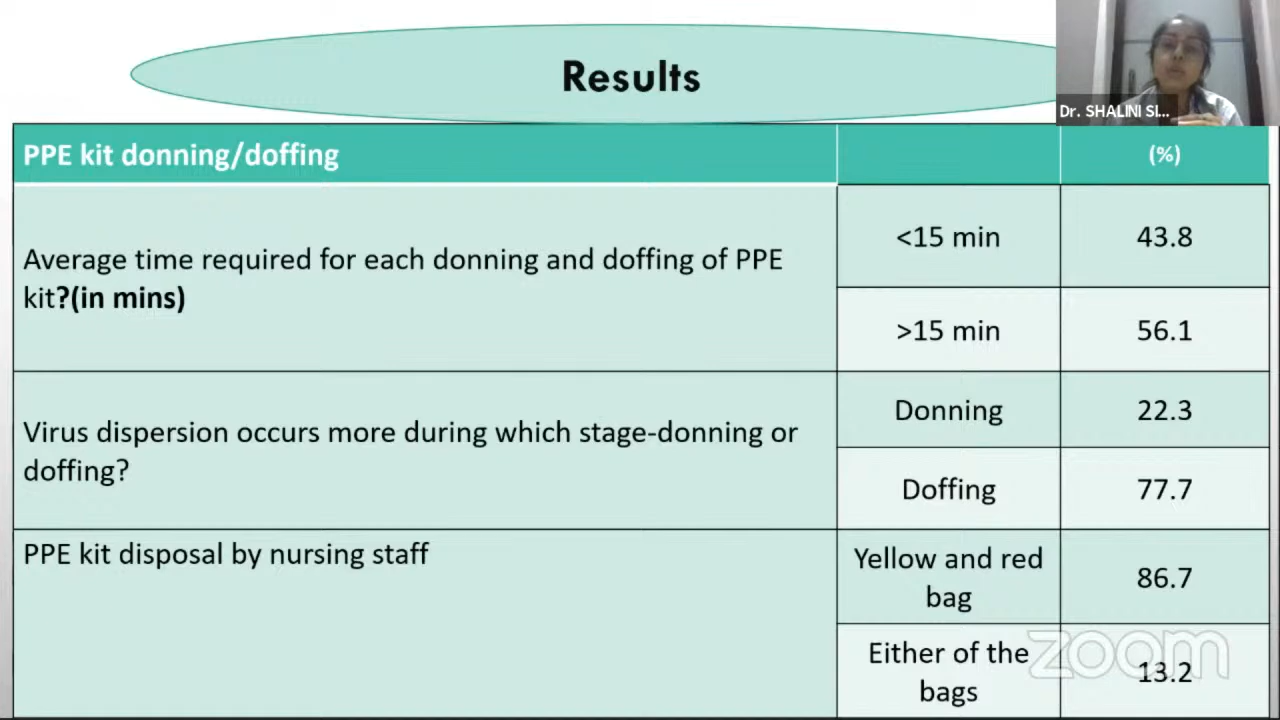 Results
Dr. SHALINI SI...
PPE kit donning/doffing
(%)
Average time required for each donning and doffing of PPE
kit?(in mins)
<15 min
43.8
>15 min
56.1
Virus dispersion occurs more during which stage-donning or
doffing?
Donning
22.3
Doffing
77.7
PPE kit disposal by nursing staff
Yellow and red
bag
86.7
Either of the
bags
13.2
zoom